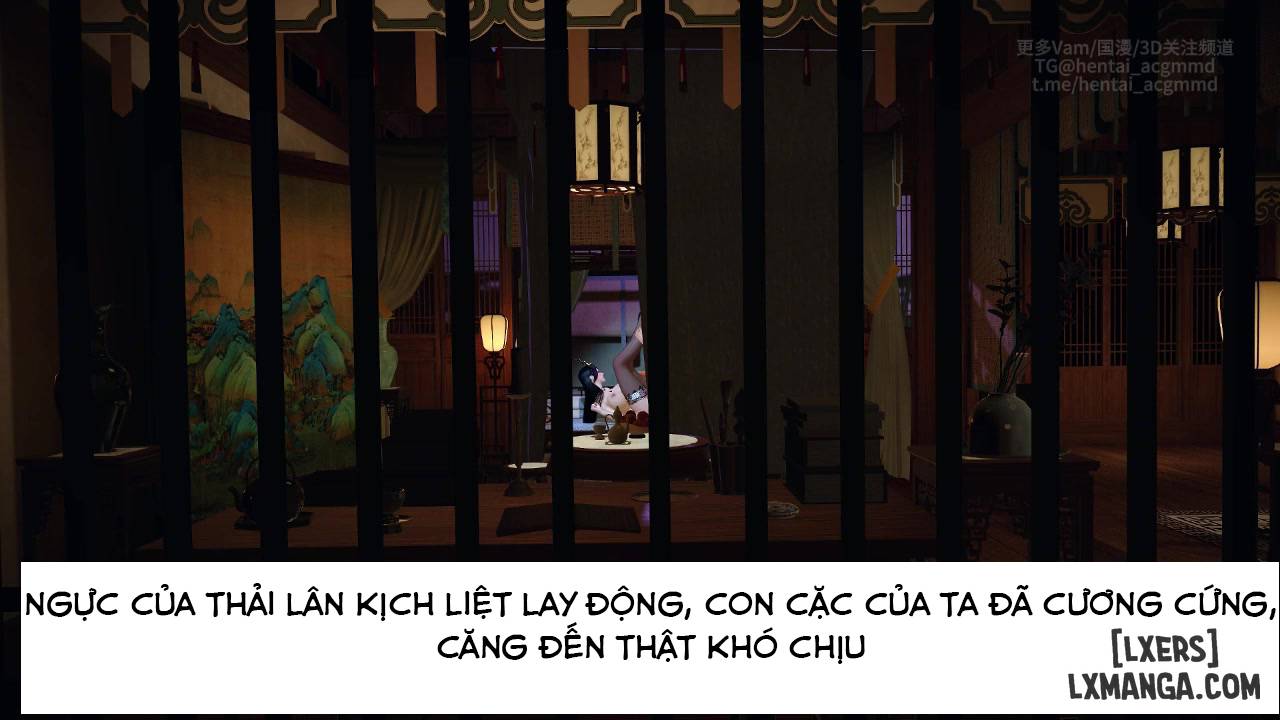 更多Vam/国漫/3D关注频道
TG@hentai_acgmmd
t.me/hentai_acgmmd
NGỰC CỦA THẢI LÂN KỊCH LIỆT LAY ĐỘNG, CON CẶC CỦA TA ĐÃ CƯƠNG CỨNG,
CĂNG ĐẾN THẬT KHÓ CHỊU
[LXERS]
LXMANGA.COM